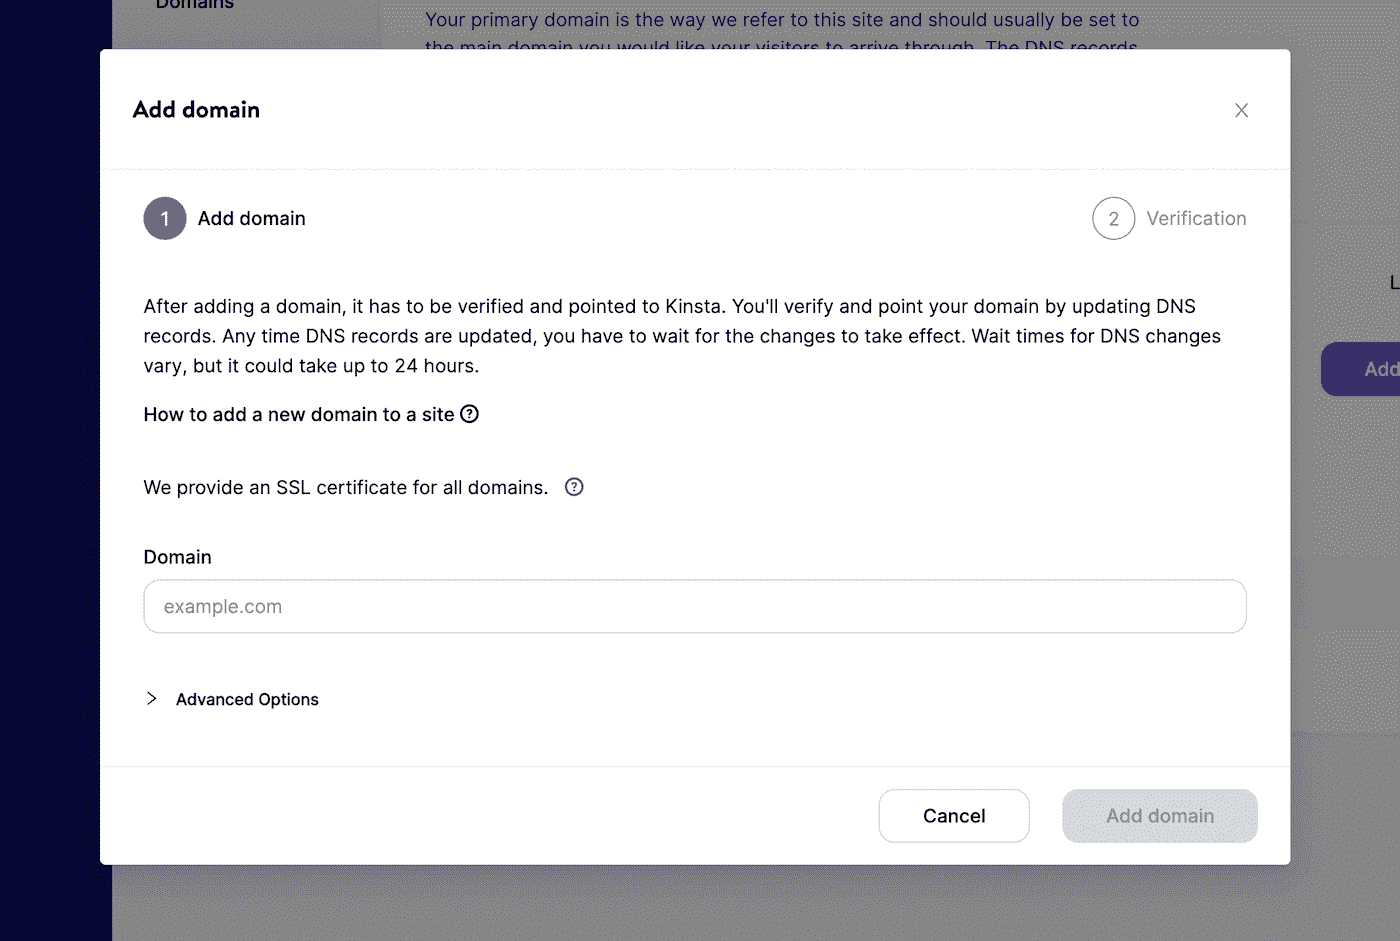 Domains
Your primary domain is the way we refer to this site and should usually be set to
the main domain you would like your visitors to arrive through. The DNS records
Add domain
1 Add domain
2 Verification
After adding a domain, it has to be verified and pointed to Kinsta. You'll verify and point your domain by updating DNS
records. Any time DNS records are updated, you have to wait for the changes to take effect. Wait times for DNS changes
vary, but it could take up to 24 hours.
L
Add
How to add a new domain to a site ?
We provide an SSL certificate for all domains. ?
Domain
example.com
Advanced Options
Cancel
Add domain